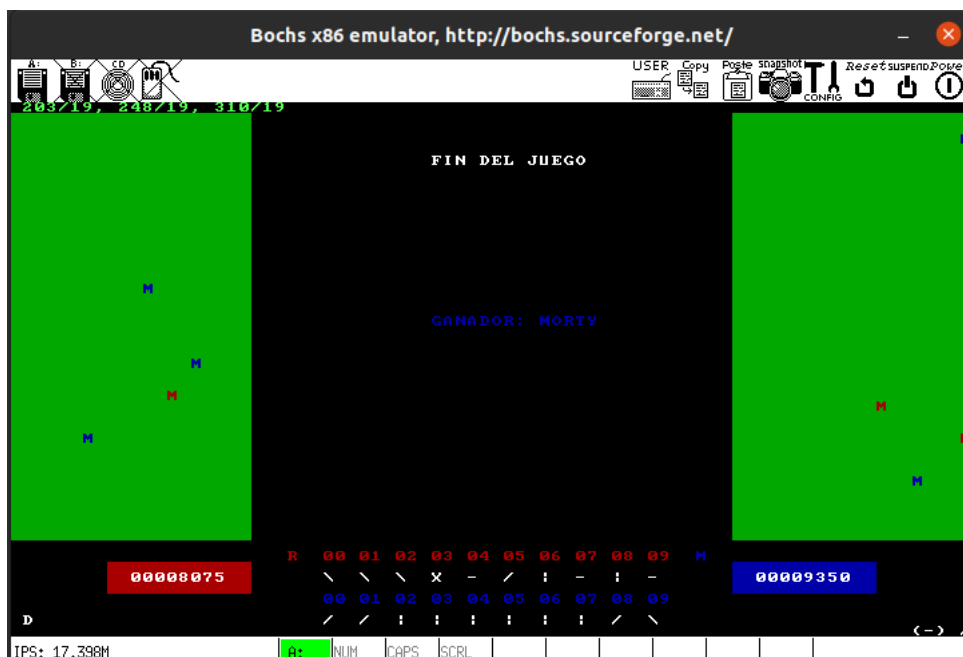 Bochs x86 emulator, http://bochs.sourceforge.net/
A: B: CD USER Copy Paste snapshot CONFIG Reset SUSPEND Power
203/19, 248/19, 310/19
M
FIN DEL JUEGO
M
GANADOR: MORTY
M
M
M
M
M
R 00 01 02 03 04 05 06 07 08 09 M
00008075 \ \ \ X - / ¦ - ¦ - 00009350
00 01 02 03 04 05 06 07 08 09
D / / ¦ ¦ ¦ ¦ ¦ ¦ / \ (-)
IPS: 17.398M A: NUM CAPS SCRL